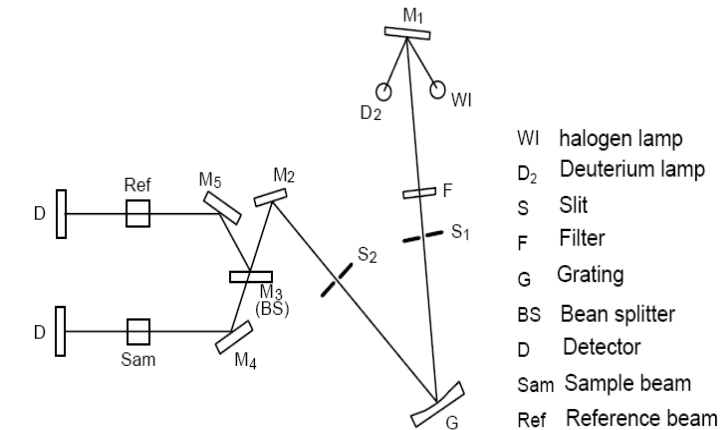 M1
D2
WI
F
S1
S2
G
M2
M3
(BS)
M5
M4
Ref
D
D
Sam
WI halogen lamp
D2 Deuterium lamp
S Slit
F Filter
G Grating
BS Bean splitter
D Detector
Sam Sample beam
Ref Reference beam